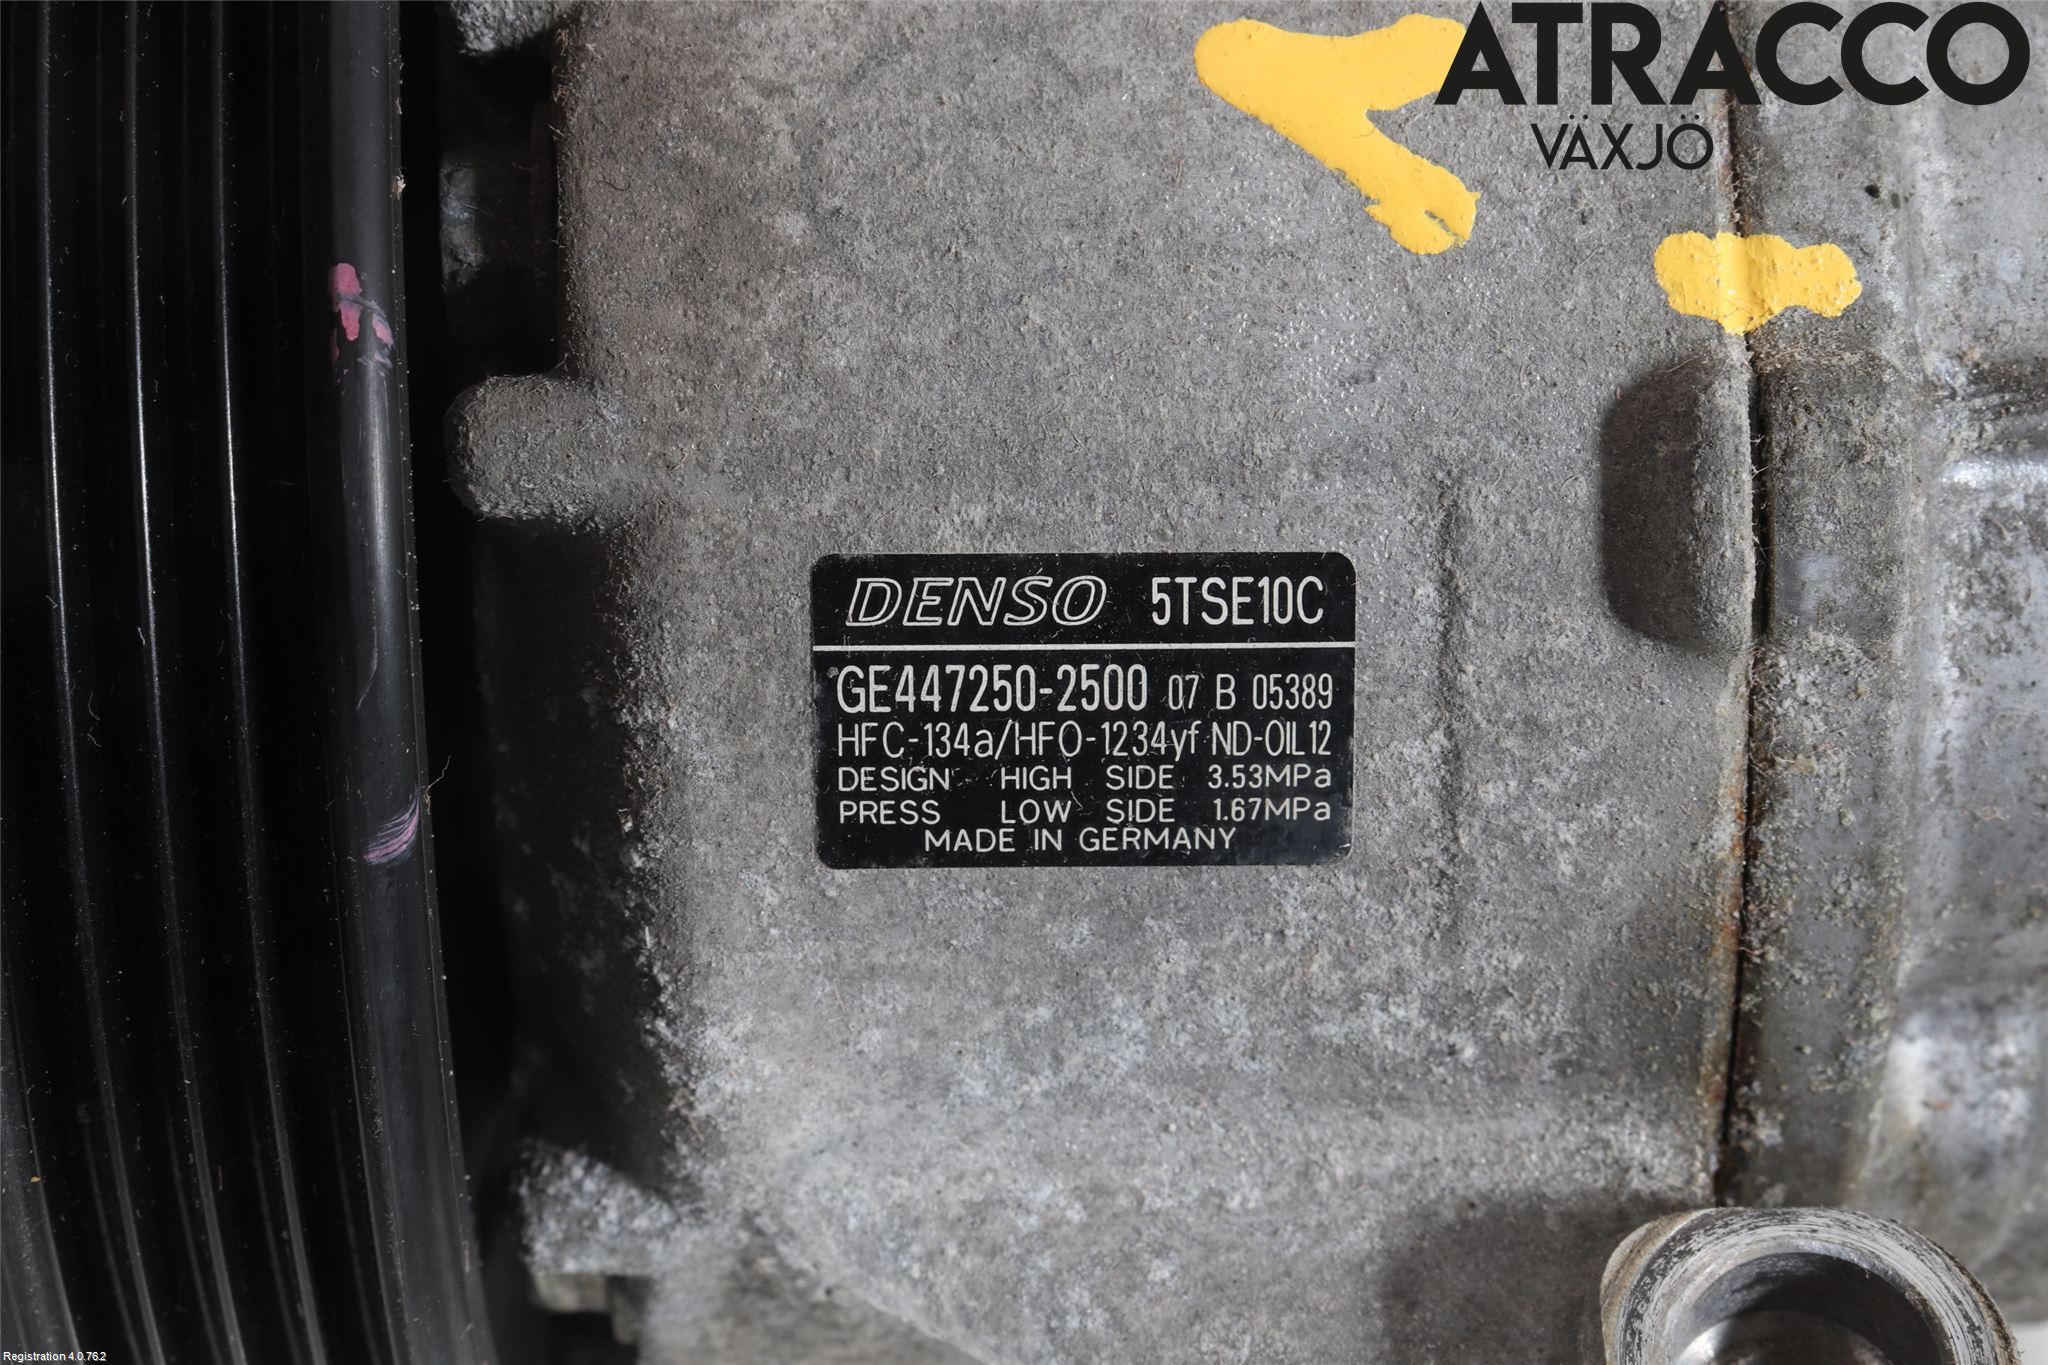 ATRACCO
VÄXJÖ
DENSO 5TSE10C
GE447250-2500 07 B 05389
HFC-134a/HFO-1234yf ND-OIL12
DESIGN HIGH SIDE 3.53MPa
PRESS LOW SIDE 1.67MPa
MADE IN GERMANY
Registration 4.0.76.2